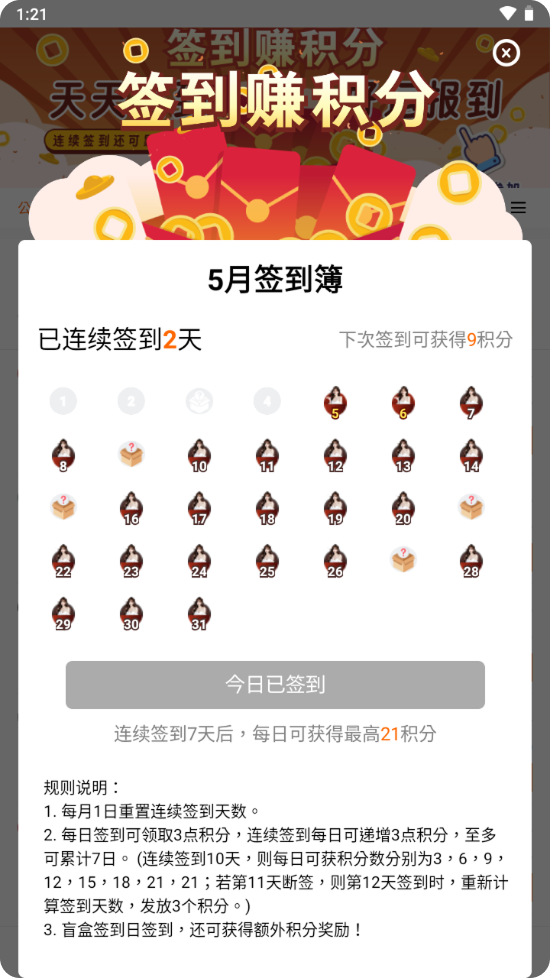 1:21
签到赚积分
签到赚积分
5月签到簿
已连续签到2天
下次签到可获得9积分
1 2 4 5 6 7
8 ? 10 11 12 13 14
? 16 17 18 19 20 ?
22 23 24 25 26 ? 28
29 30 31
今日已签到
连续签到7天后，每日可获得最高21积分
规则说明：
1. 每月1日重置连续签到天数。
2. 每日签到可领取3点积分，连续签到每日可递增3点积分，至多
可累计7日。 (连续签到10天，则每日可获积分数分别为3，6，9，
12，15，18，21，21；若第11天断签，则第12天签到时，重新计
算签到天数，发放3个积分。)
3. 盲盒签到日签到，还可获得额外积分奖励！